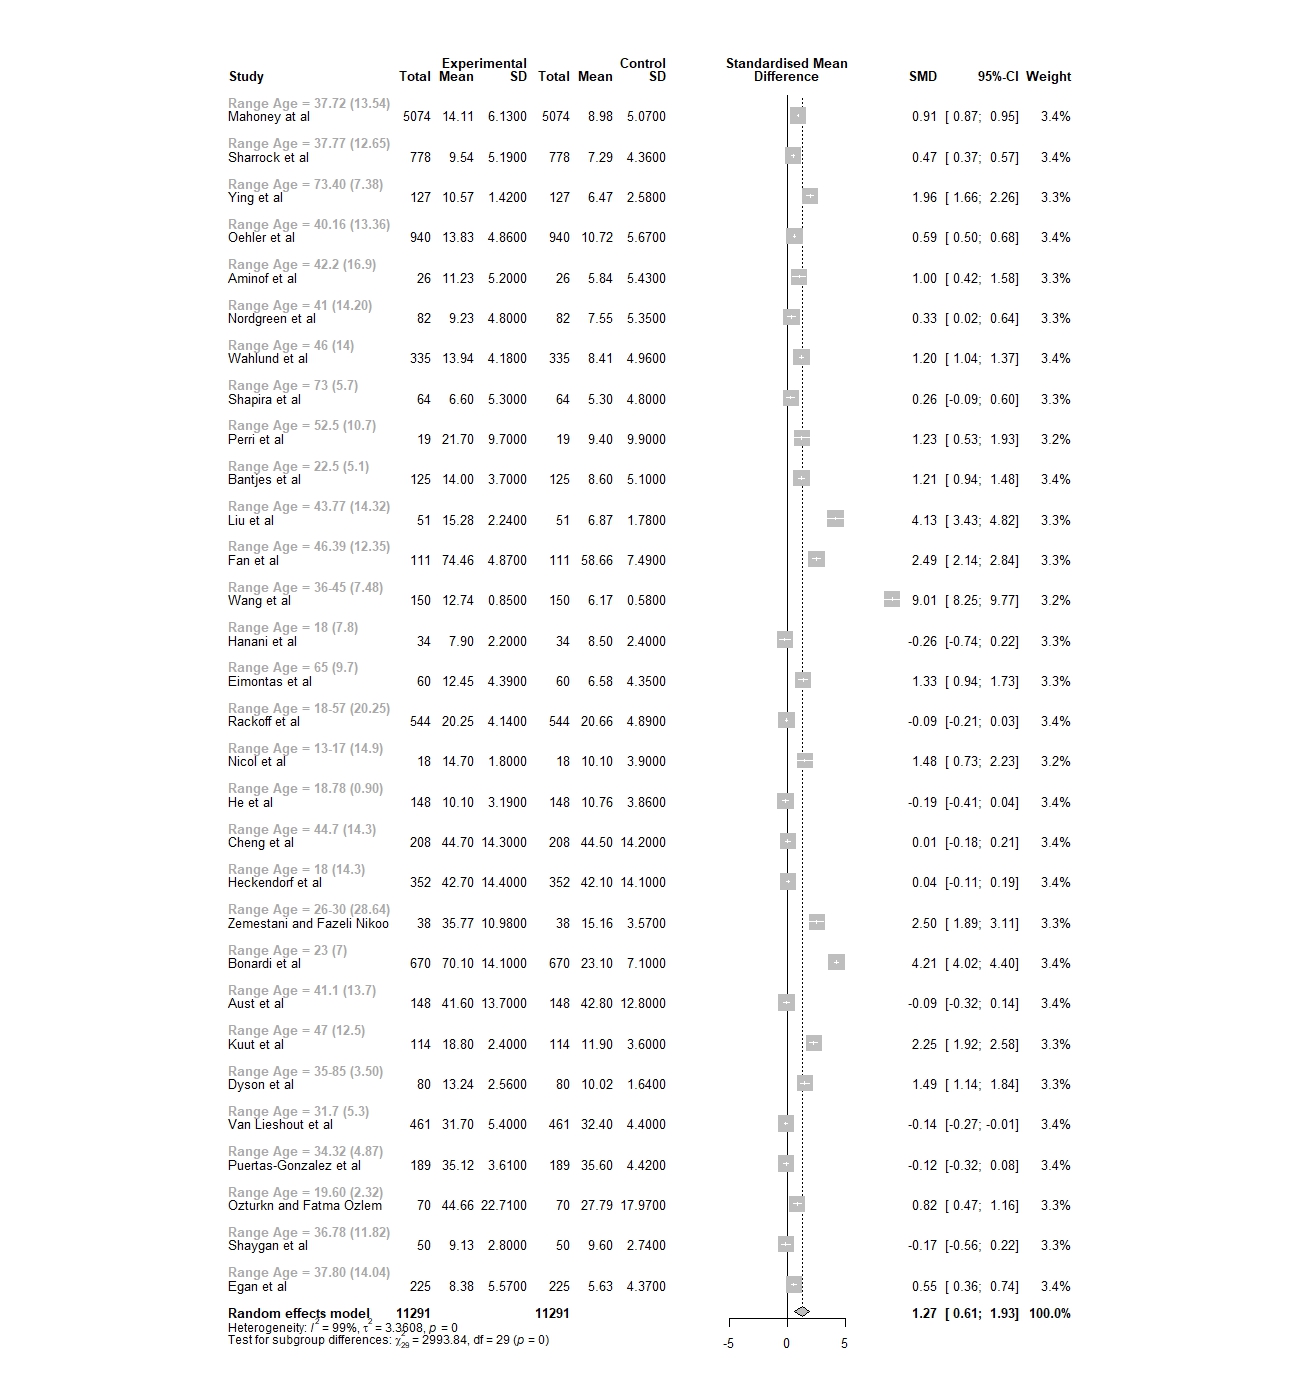 Experimental Control Standardised Mean
Study Total Mean SD Total Mean SD Difference SMD 95%-CI Weight
Range Age = 37.72 (13.54)
Mahoney at al 5074 14.11 6.1300 5074 8.98 5.0700 0.91 [ 0.87; 0.95] 3.4%
Range Age = 37.77 (12.65)
Sharrock et al 778 9.54 5.1900 778 7.29 4.3600 0.47 [ 0.37; 0.57] 3.4%
Range Age = 73.40 (7.38)
Ying et al 127 10.57 1.4200 127 6.47 2.5800 1.96 [ 1.66; 2.26] 3.3%
Range Age = 40.16 (13.36)
Oehler et al 940 13.83 4.8600 940 10.72 5.6700 0.59 [ 0.50; 0.68] 3.4%
Range Age = 42.2 (16.9)
Aminof et al 26 11.23 5.2000 26 5.84 5.4300 1.00 [ 0.42; 1.58] 3.3%
Range Age = 41 (14.20)
Nordgreen et al 82 9.23 4.8000 82 7.55 5.3500 0.33 [ 0.02; 0.64] 3.3%
Range Age = 46 (14)
Wahlund et al 335 13.94 4.1800 335 8.41 4.9600 1.20 [ 1.04; 1.37] 3.4%
Range Age = 73 (5.7)
Shapira et al 64 6.60 5.3000 64 5.30 4.8000 0.26 [-0.09; 0.60] 3.3%
Range Age = 52.5 (10.7)
Perri et al 19 21.70 9.7000 19 9.40 9.9000 1.23 [ 0.53; 1.93] 3.2%
Range Age = 22.5 (5.1)
Bantjes et al 125 14.00 3.7000 125 8.60 5.1000 1.21 [ 0.94; 1.48] 3.4%
Range Age = 43.77 (14.32)
Liu et al 51 15.28 2.2400 51 6.87 1.7800 4.13 [ 3.43; 4.82] 3.3%
Range Age = 46.39 (12.35)
Fan et al 111 74.46 4.8700 111 58.66 7.4900 2.49 [ 2.14; 2.84] 3.3%
Range Age = 36-45 (7.48)
Wang et al 150 12.74 0.8500 150 6.17 0.5800 9.01 [ 8.25; 9.77] 3.2%
Range Age = 18 (7.8)
Hanani et al 34 7.90 2.2000 34 8.50 2.4000 -0.26 [-0.74; 0.22] 3.3%
Range Age = 65 (9.7)
Eimontas et al 60 12.45 4.3900 60 6.58 4.3500 1.33 [ 0.94; 1.73] 3.3%
Range Age = 18-57 (20.25)
Rackoff et al 544 20.25 4.1400 544 20.66 4.8900 -0.09 [-0.21; 0.03] 3.4%
Range Age = 13-17 (14.9)
Nicol et al 18 14.70 1.8000 18 10.10 3.9000 1.48 [ 0.73; 2.23] 3.2%
Range Age = 18.78 (0.90)
He et al 148 10.10 3.1900 148 10.76 3.8600 -0.19 [-0.41; 0.04] 3.4%
Range Age = 44.7 (14.3)
Cheng et al 208 44.70 14.3000 208 44.50 14.2000 0.01 [-0.18; 0.21] 3.4%
Range Age = 18 (14.3)
Heckendorf et al 352 42.70 14.4000 352 42.10 14.1000 0.04 [-0.11; 0.19] 3.4%
Range Age = 26-30 (28.64)
Zemestani and Fazeli Nikoo 38 35.77 10.9800 38 15.16 3.5700 2.50 [ 1.89; 3.11] 3.3%
Range Age = 23 (7)
Bonardi et al 670 70.10 14.1000 670 23.10 7.1000 4.21 [ 4.02; 4.40] 3.4%
Range Age = 41.1 (13.7)
Aust et al 148 41.60 13.7000 148 42.80 12.8000 -0.09 [-0.32; 0.14] 3.4%
Range Age = 47 (12.5)
Kuut et al 114 18.80 2.4000 114 11.90 3.6000 2.25 [ 1.92; 2.58] 3.3%
Range Age = 35-85 (3.50)
Dyson et al 80 13.24 2.5600 80 10.02 1.6400 1.49 [ 1.14; 1.84] 3.3%
Range Age = 31.7 (5.3)
Van Lieshout et al 461 31.70 5.4000 461 32.40 4.4000 -0.14 [-0.27; -0.01] 3.4%
Range Age = 34.32 (4.87)
Puertas-Gonzalez et al 189 35.12 3.6100 189 35.60 4.4200 -0.12 [-0.32; 0.08] 3.4%
Range Age = 19.60 (2.32)
Ozturkn and Fatma Ozlem 70 44.66 22.7100 70 27.79 17.9700 0.82 [ 0.47; 1.16] 3.3%
Range Age = 36.78 (11.82)
Shaygan et al 50 9.13 2.8000 50 9.60 2.7400 -0.17 [-0.56; 0.22] 3.3%
Range Age = 37.80 (14.04)
Egan et al 225 8.38 5.5700 225 5.63 4.3700 0.55 [ 0.36; 0.74] 3.4%
Random effects model 11291 11291 1.27 [ 0.61; 1.93] 100.0%
Heterogeneity: I² = 99%, τ² = 3.3608, p = 0
Test for subgroup differences: χ²₂₉ = 2993.84, df = 29 (p = 0)
-5 0 5